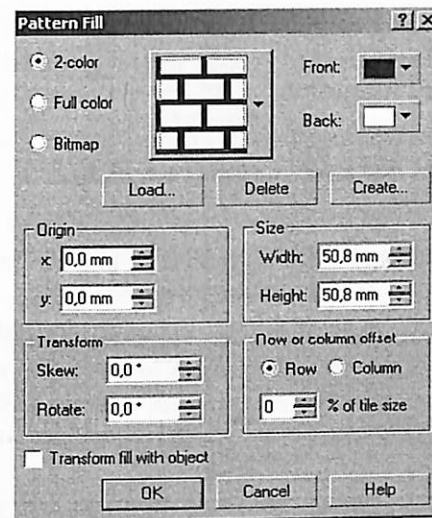 Pattern Fill
2-color
Full color
Bitmap
Front:
Back:
Load...
Delete
Create...
Origin
x: 0,0 mm
y: 0,0 mm
Size
Width: 50,8 mm
Height: 50,8 mm
Transform
Skew: 0,0 °
Rotate: 0,0 °
Row or column offset
Row
Column
0 % of tile size
Transform fill with object
OK
Cancel
Help